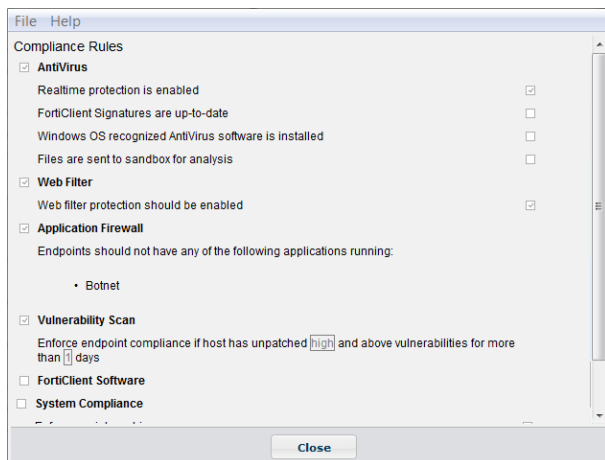 File Help
Compliance Rules
AntiVirus
Realtime protection is enabled
FortiClient Signatures are up-to-date
Windows OS recognized AntiVirus software is installed
Files are sent to sandbox for analysis
Web Filter
Web filter protection should be enabled
Application Firewall
Endpoints should not have any of the following applications running:
• Botnet
Vulnerability Scan
Enforce endpoint compliance if host has unpatched high and above vulnerabilities for more
than 1 days
FortiClient Software
System Compliance
Close